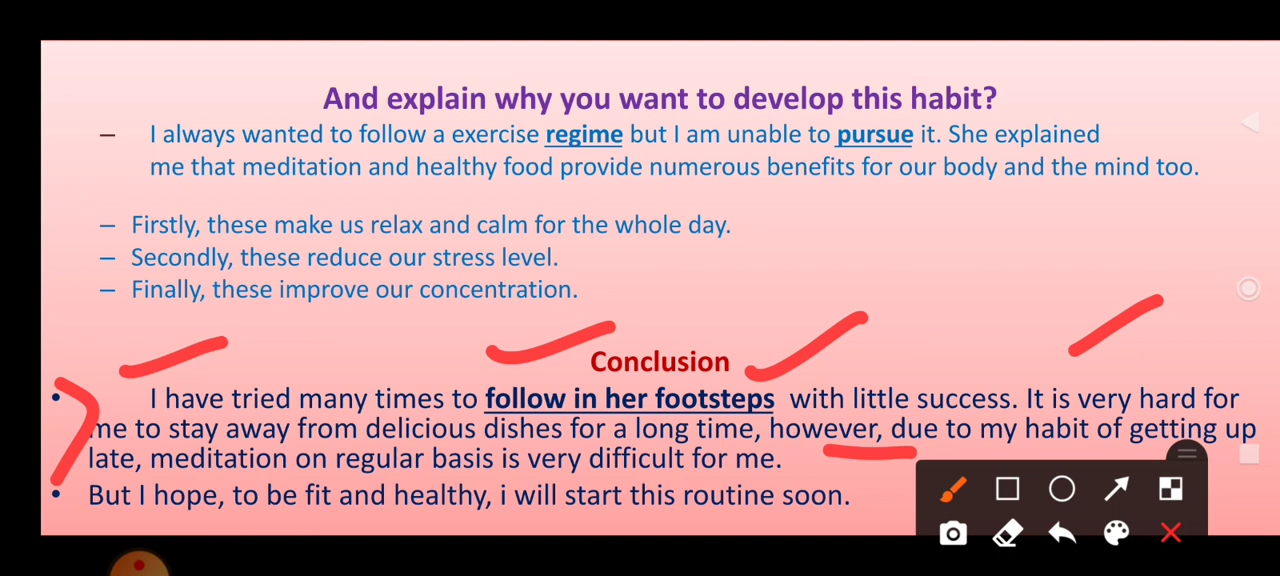 And explain why you want to develop this habit?
– I always wanted to follow a exercise regime but I am unable to pursue it. She explained
me that meditation and healthy food provide numerous benefits for our body and the mind too.
– Firstly, these make us relax and calm for the whole day.
– Secondly, these reduce our stress level.
– Finally, these improve our concentration.
Conclusion
• I have tried many times to follow in her footsteps with little success. It is very hard for
me to stay away from delicious dishes for a long time, however, due to my habit of getting up
late, meditation on regular basis is very difficult for me.
• But I hope, to be fit and healthy, i will start this routine soon.